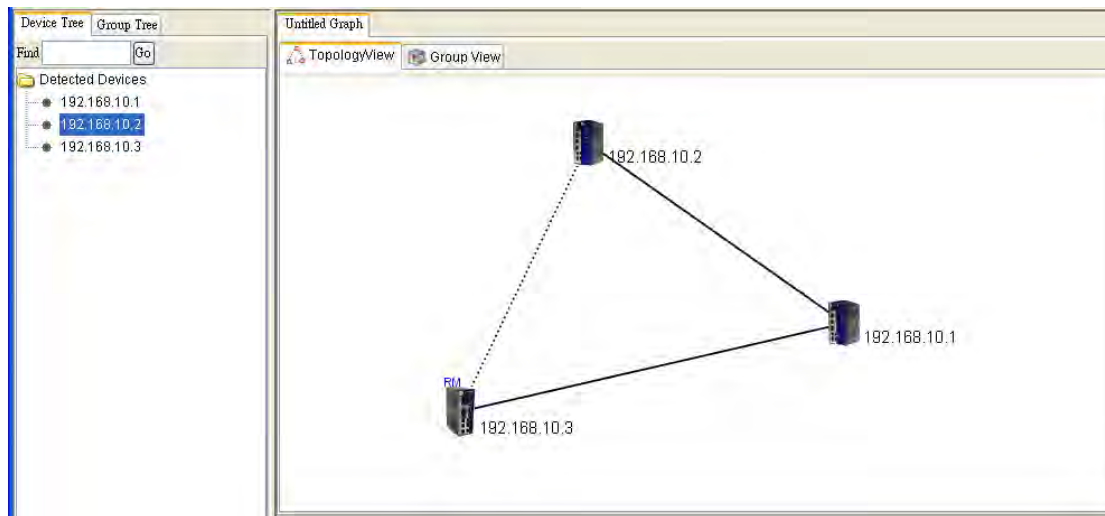 Device Tree
Group Tree
Find
Go
Detected Devices
192.168.10.1
192.168.10.2
192.168.10.3
Untitled Graph
TopologyView
Group View
192.168.10.2
192.168.10.1
RM
192.168.10.3